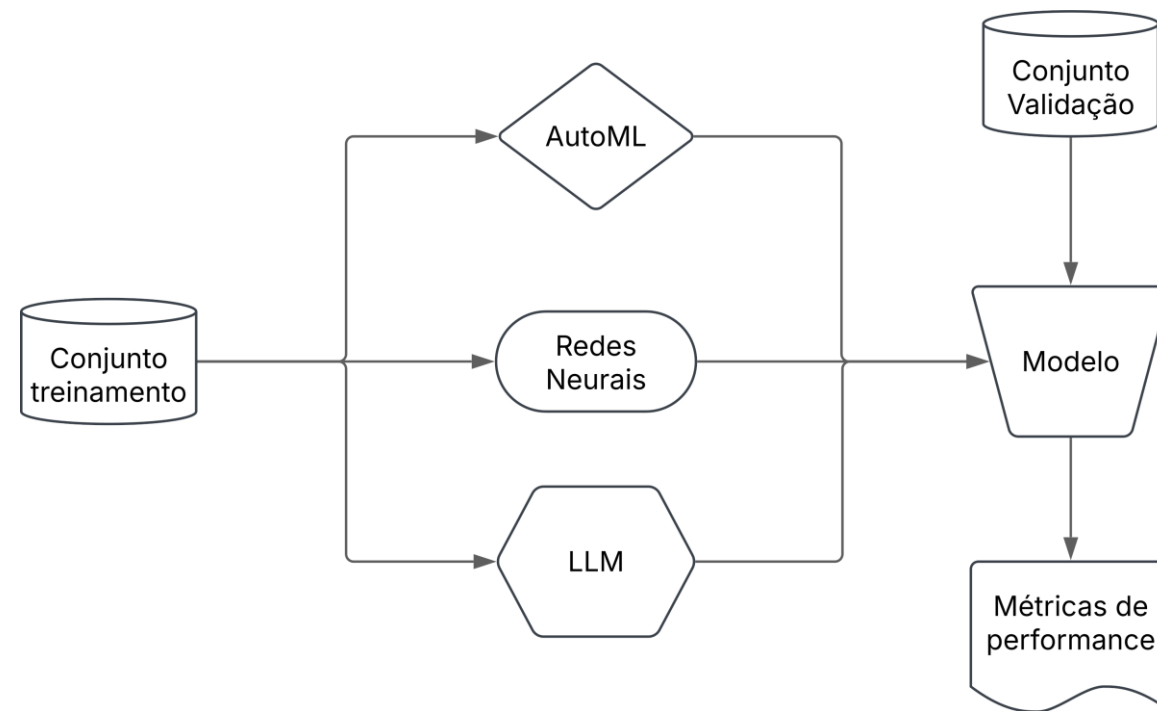 Conjunto
treinamento
AutoML
Redes
Neurais
LLM
Conjunto
Validação
Modelo
Métricas de
performance